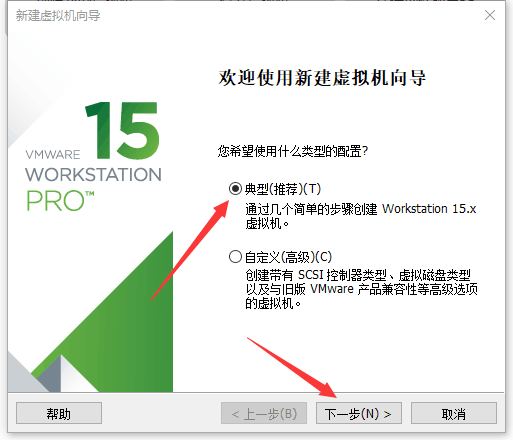 新建虚拟机向导
15
VMWARE
WORKSTATION
PRO™
欢迎使用新建虚拟机向导
您希望使用什么类型的配置?
典型(推荐)(T)
通过几个简单的步骤创建 Workstation 15.x
虚拟机。
自定义(高级)(C)
创建带有 SCSI 控制器类型、虚拟磁盘类型
以及与旧版 VMware 产品兼容性等高级选项
的虚拟机。
帮助
< 上一步(B)
下一步(N) >
取消